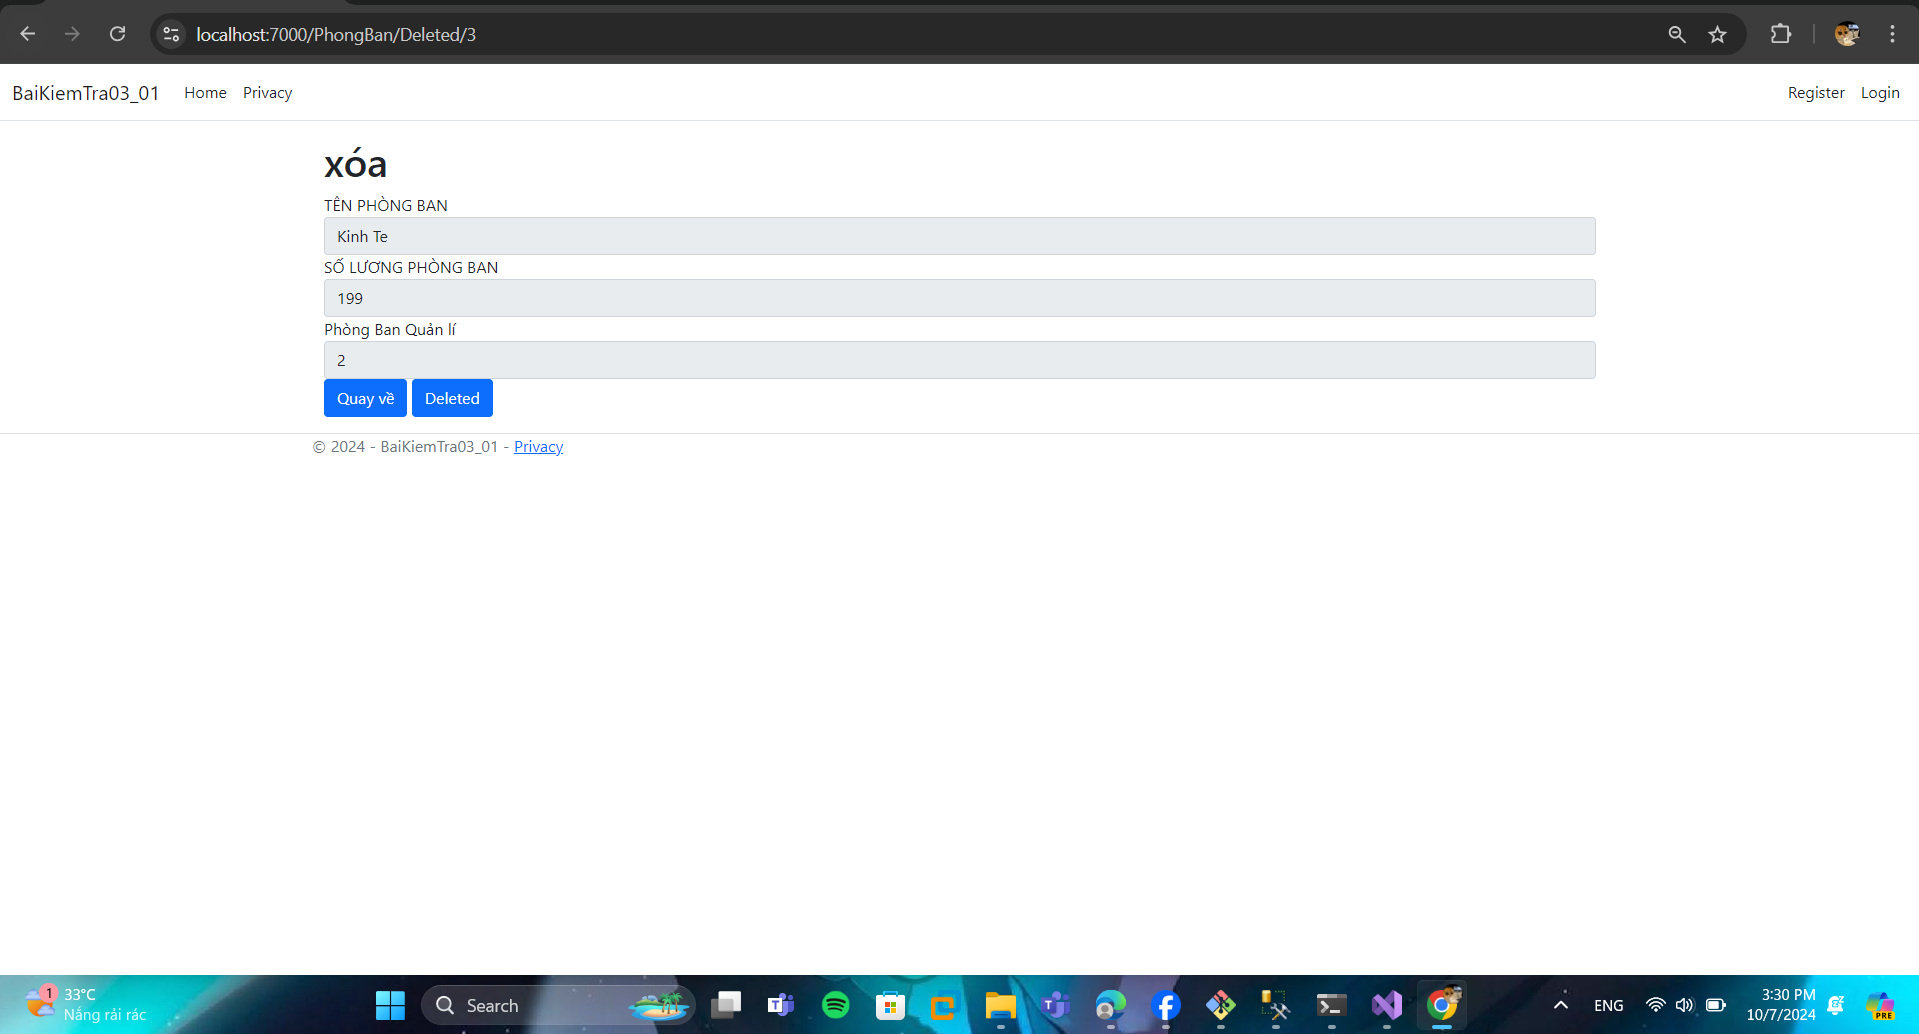 localhost:7000/PhongBan/Deleted/3
BaiKiemTra03_01 Home Privacy Register Login
xóa
TÊN PHÒNG BAN
Kinh Te
SỐ LƯƠNG PHÒNG BAN
199
Phòng Ban Quản lí
2
Quay về Deleted
© 2024 - BaiKiemTra03_01 - Privacy
1
33°C
Nắng rải rác
Search
ENG
3:30 PM
10/7/2024
PRE